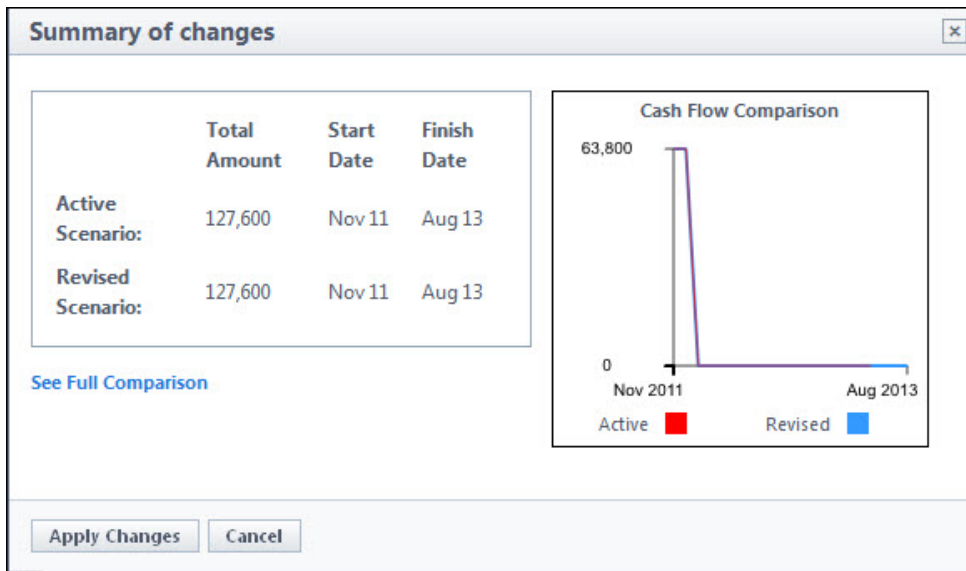 Summary of changes
Total Amount
Start Date
Finish Date
Active Scenario:
127,600
Nov 11
Aug 13
Revised Scenario:
127,600
Nov 11
Aug 13
See Full Comparison
Cash Flow Comparison
63,800
0
Nov 2011
Aug 2013
Active
Revised
Apply Changes
Cancel